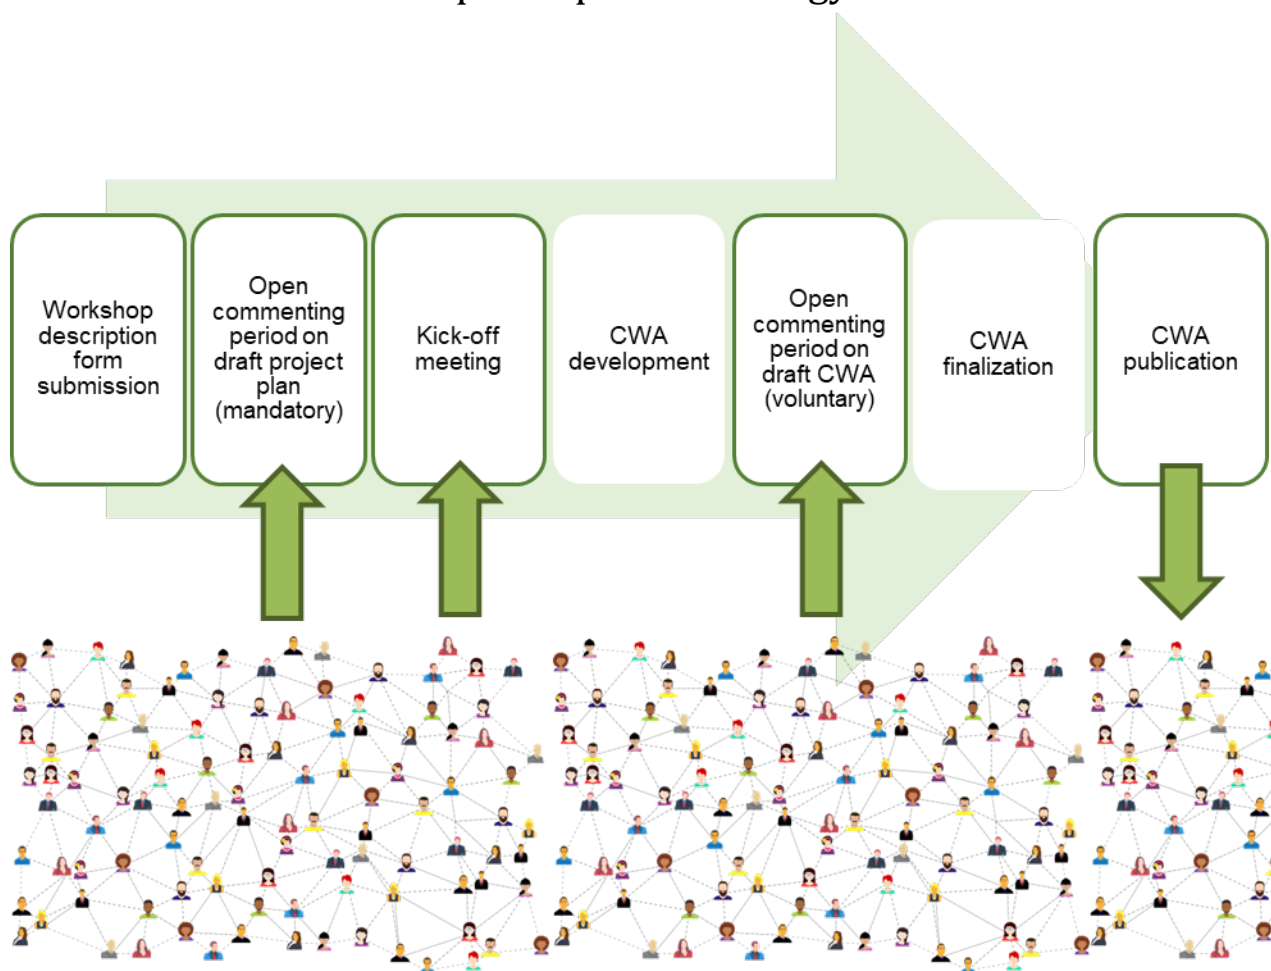 Workshop
description
form
submission
Open
commenting
period on
draft project
plan
(mandatory)
Kick-off
meeting
CWA
development
Open
commenting
period on
draft CWA
(voluntary)
CWA
finalization
CWA
publication